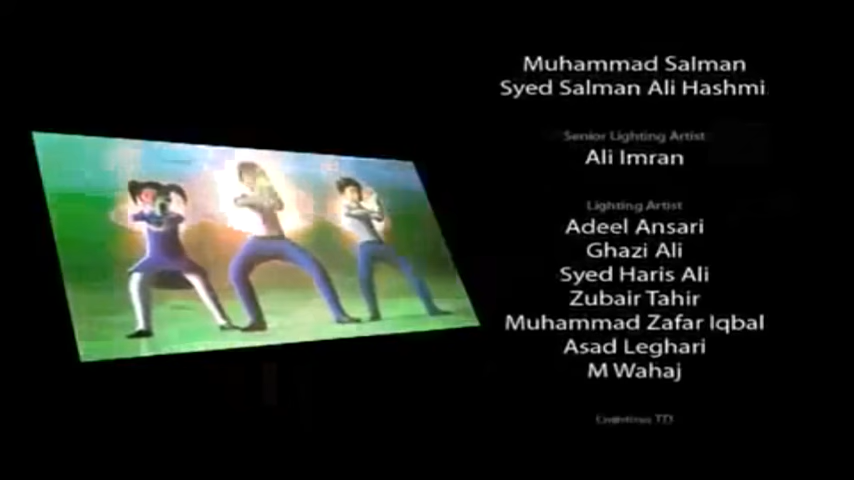 Muhammad Salman
Syed Salman Ali Hashmi
Senior Lighting Artist
Ali Imran
Lighting Artist
Adeel Ansari
Ghazi Ali
Syed Haris Ali
Zubair Tahir
Muhammad Zafar Iqbal
Asad Leghari
M Wahaj
TD